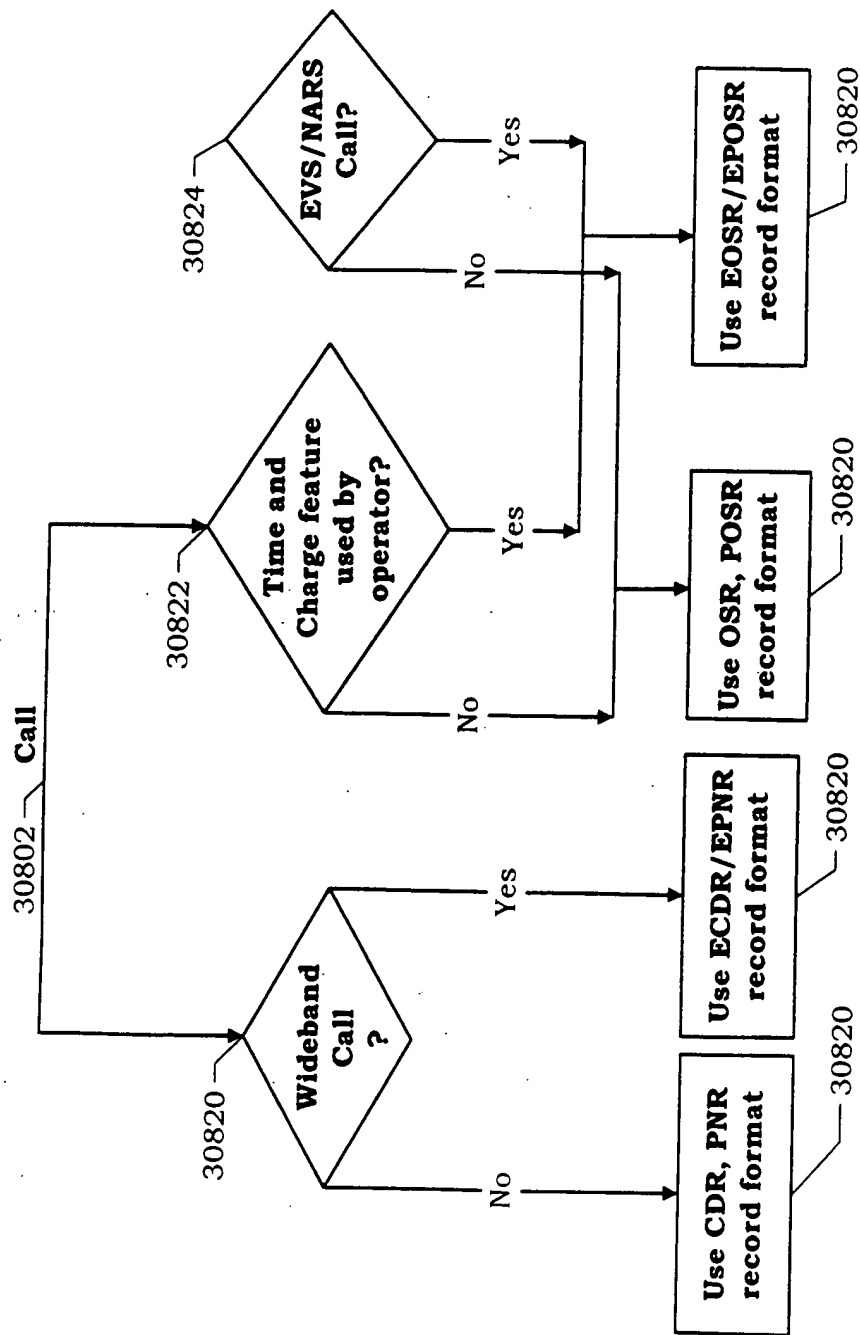 30802
Call
30820
Wideband
Call
?
No
Yes
30822
Time and
Charge feature
used by
operator?
No
Yes
30824
EVS/NARS
Call?
No
Yes
Use CDR, PNR
record format
30820
Use ECDR/EPNR
record format
30820
Use OSR, POSR
record format
30820
Use EOSR/EPOSR
record format
30820